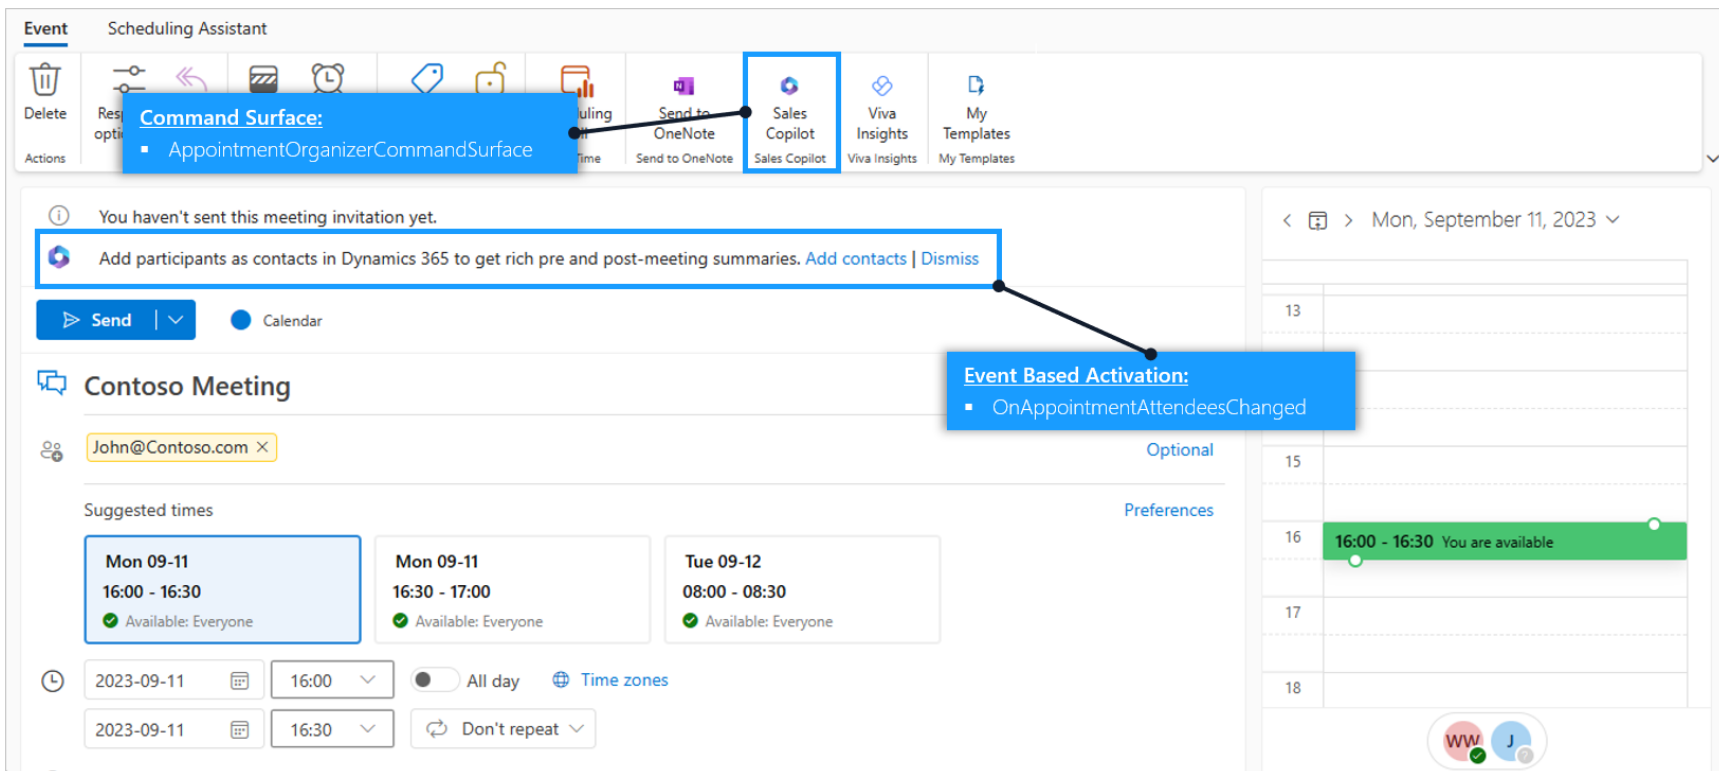 Event
Scheduling Assistant
Delete
Actions
Command Surface:
AppointmentOrganizerCommandSurface
Send to
OneNote
Send to OneNote
Sales
Copilot
Sales Copilot
Viva
Insights
Viva Insights
My
Templates
My Templates
You haven't sent this meeting invitation yet.
Add participants as contacts in Dynamics 365 to get rich pre and post-meeting summaries. Add contacts | Dismiss
Send
Calendar
Contoso Meeting
John@Contoso.com
Optional
Event Based Activation:
OnAppointmentAttendeesChanged
Suggested times
Preferences
Mon 09-11
16:00 - 16:30
Available: Everyone
Mon 09-11
16:30 - 17:00
Available: Everyone
Tue 09-12
08:00 - 08:30
Available: Everyone
2023-09-11
16:00
All day
Time zones
2023-09-11
16:30
Don't repeat
Mon, September 11, 2023
13
15
16
16:00 - 16:30 You are available
17
18
WW
J